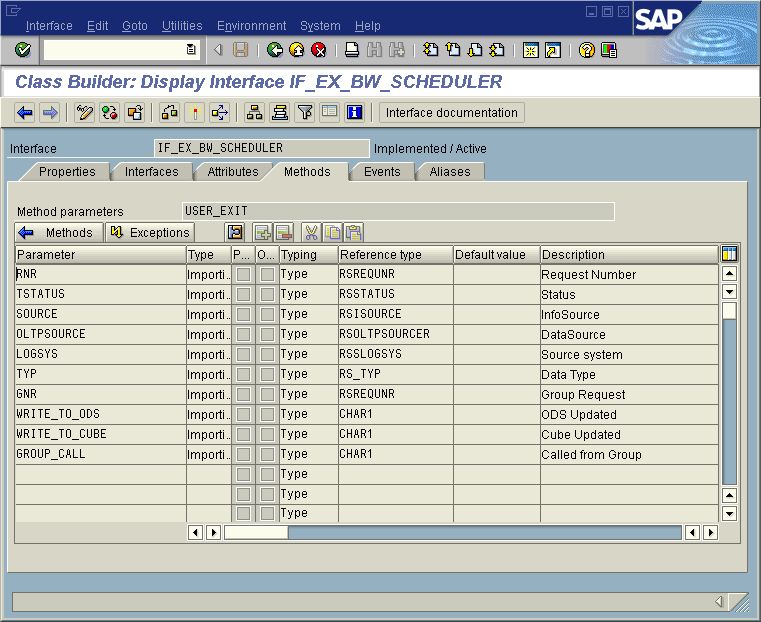 Interface Edit Goto Utilities Environment System Help
SAP
Class Builder: Display Interface IF_EX_BW_SCHEDULER
Interface documentation
Interface IF_EX_BW_SCHEDULER Implemented / Active
Properties Interfaces Attributes Methods Events Aliases
Method parameters USER_EXIT
Methods Exceptions
Parameter Type P... O... Typing Reference type Default value Description
RNR Importi.. Type RSREQUNR Request Number
TSTATUS Importi.. Type RSSTATUS Status
SOURCE Importi.. Type RSISOURCE InfoSource
OLTPSOURCE Importi.. Type RSOLTPSOURCER DataSource
LOGSYS Importi.. Type RSSLOGSYS Source system
TYP Importi.. Type RS_TYP Data Type
GNR Importi.. Type RSREQUNR Group Request
WRITE_TO_ODS Importi.. Type CHAR1 ODS Updated
WRITE_TO_CUBE Importi.. Type CHAR1 Cube Updated
GROUP_CALL Importi.. Type CHAR1 Called from Group
Type
Type
Type